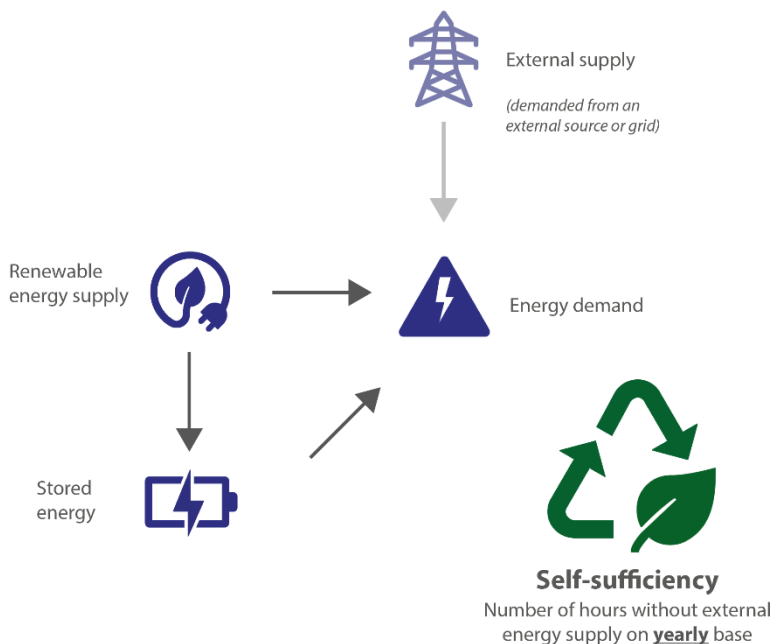 External supply
(demanded from an
external source or grid)
Renewable
energy supply
Energy demand
Stored
energy
Self-sufficiency
Number of hours without external
energy supply on yearly base